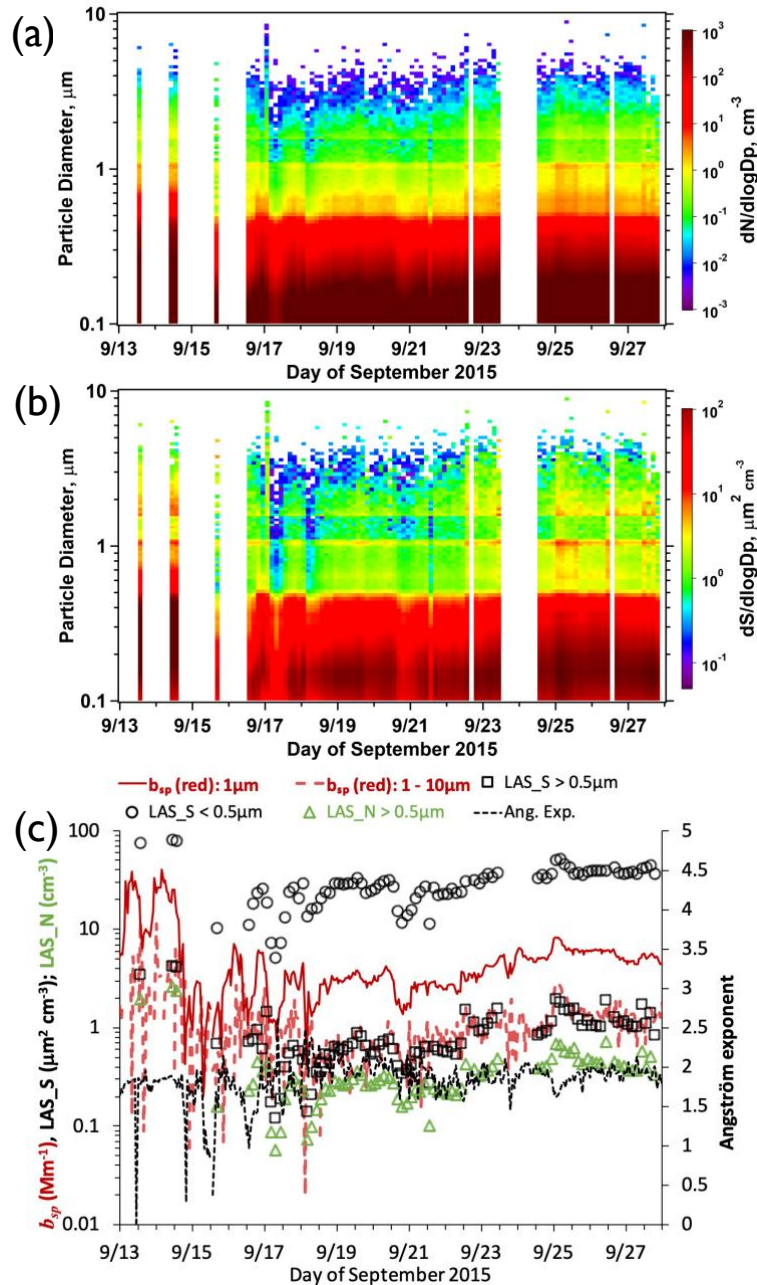 (a)
10
1
0.1
Particle Diameter, μm
9/13 9/15 9/17 9/19 9/21 9/23 9/25 9/27
Day of September 2015
10³
10²
10¹
10⁰
10⁻¹
10⁻²
10⁻³
dN/dlogDp, cm⁻³
(b)
10
1
0.1
Particle Diameter, μm
9/13 9/15 9/17 9/19 9/21 9/23 9/25 9/27
Day of September 2015
10²
10¹
10⁰
10⁻¹
dS/dlogDp, μm² cm⁻³
b_sp (red): 1μm b_sp (red): 1 - 10μm LAS_S > 0.5μm
LAS_S < 0.5μm LAS_N > 0.5μm Ang. Exp.
(c)
100
10
1
0.1
0.01
b_sp (Mm⁻¹), LAS_S (μm² cm⁻³); LAS_N (cm⁻³)
5
4.5
4
3.5
3
2.5
2
1.5
1
0.5
0
Angström exponent
9/13 9/15 9/17 9/19 9/21 9/23 9/25 9/27
Day of September 2015